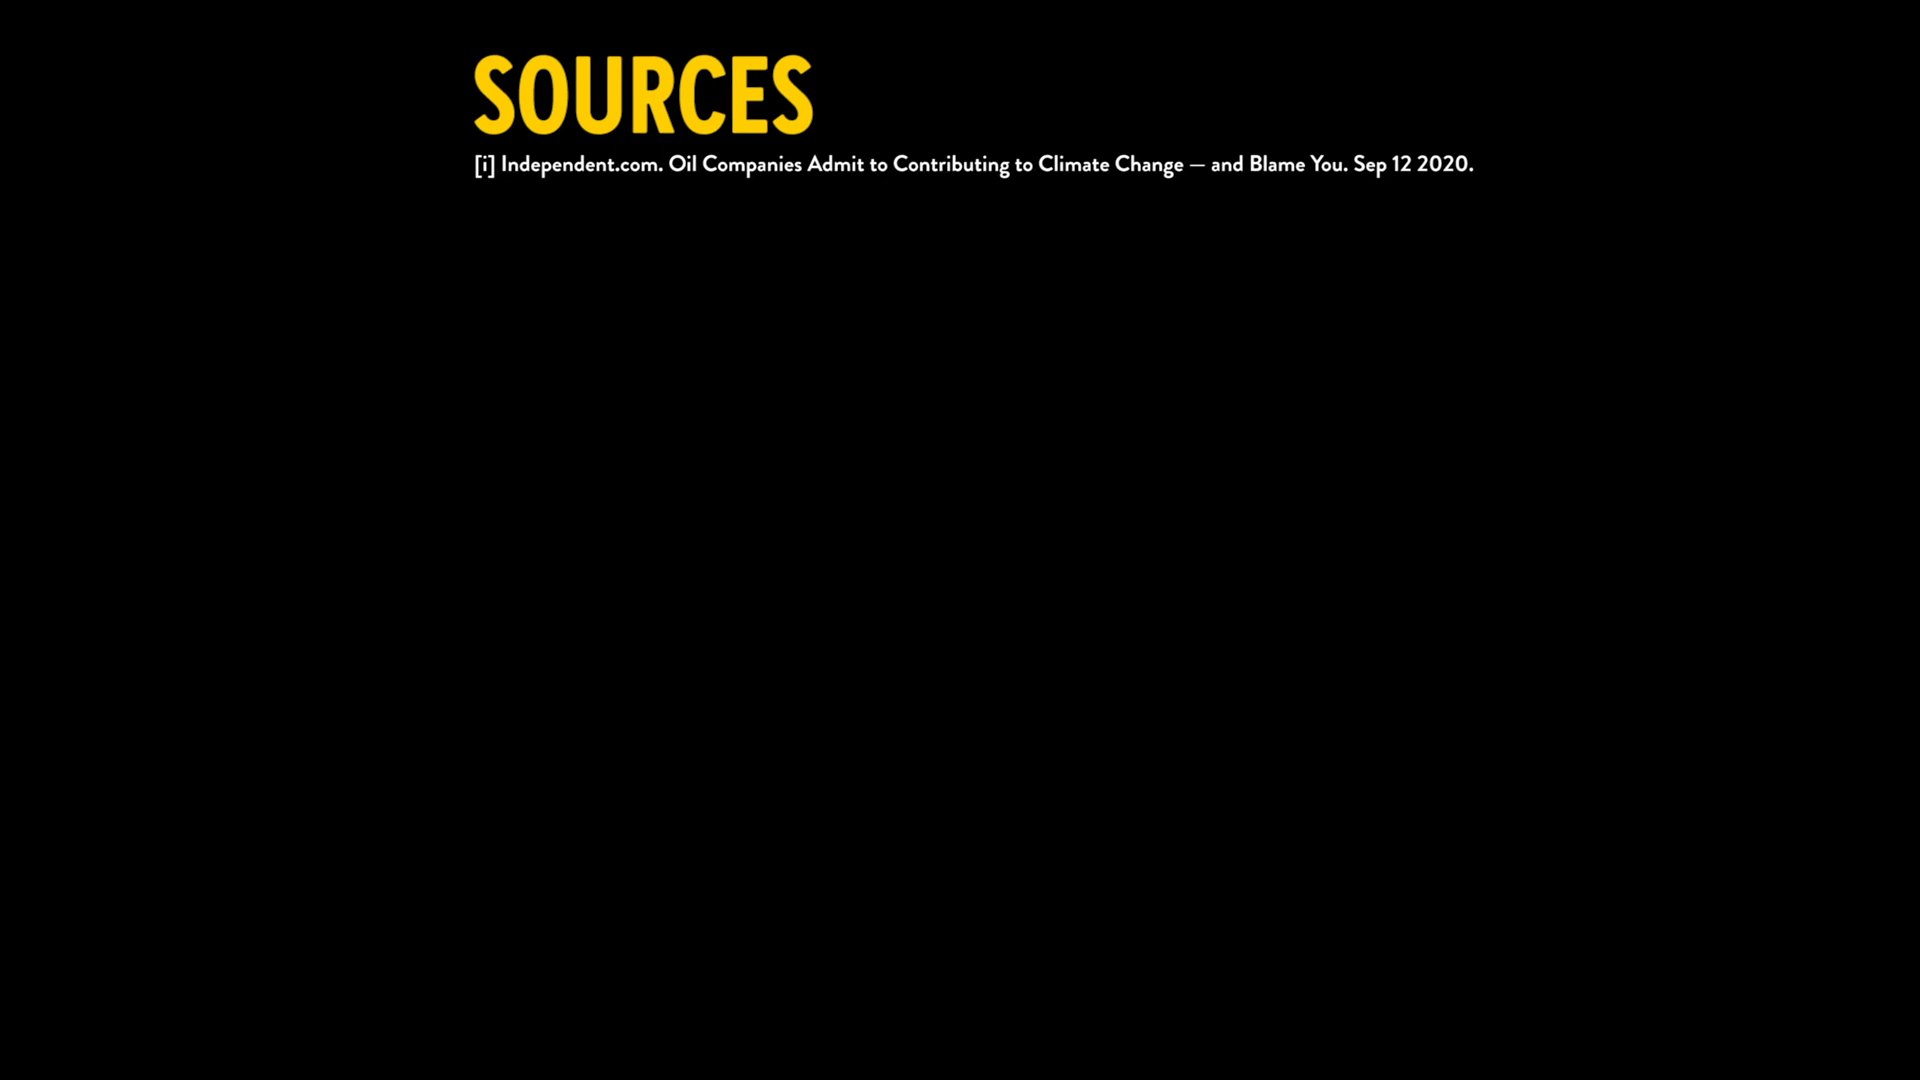 SOURCES
[i] Independent.com. Oil Companies Admit to Contributing to Climate Change — and Blame You. Sep 12 2020.